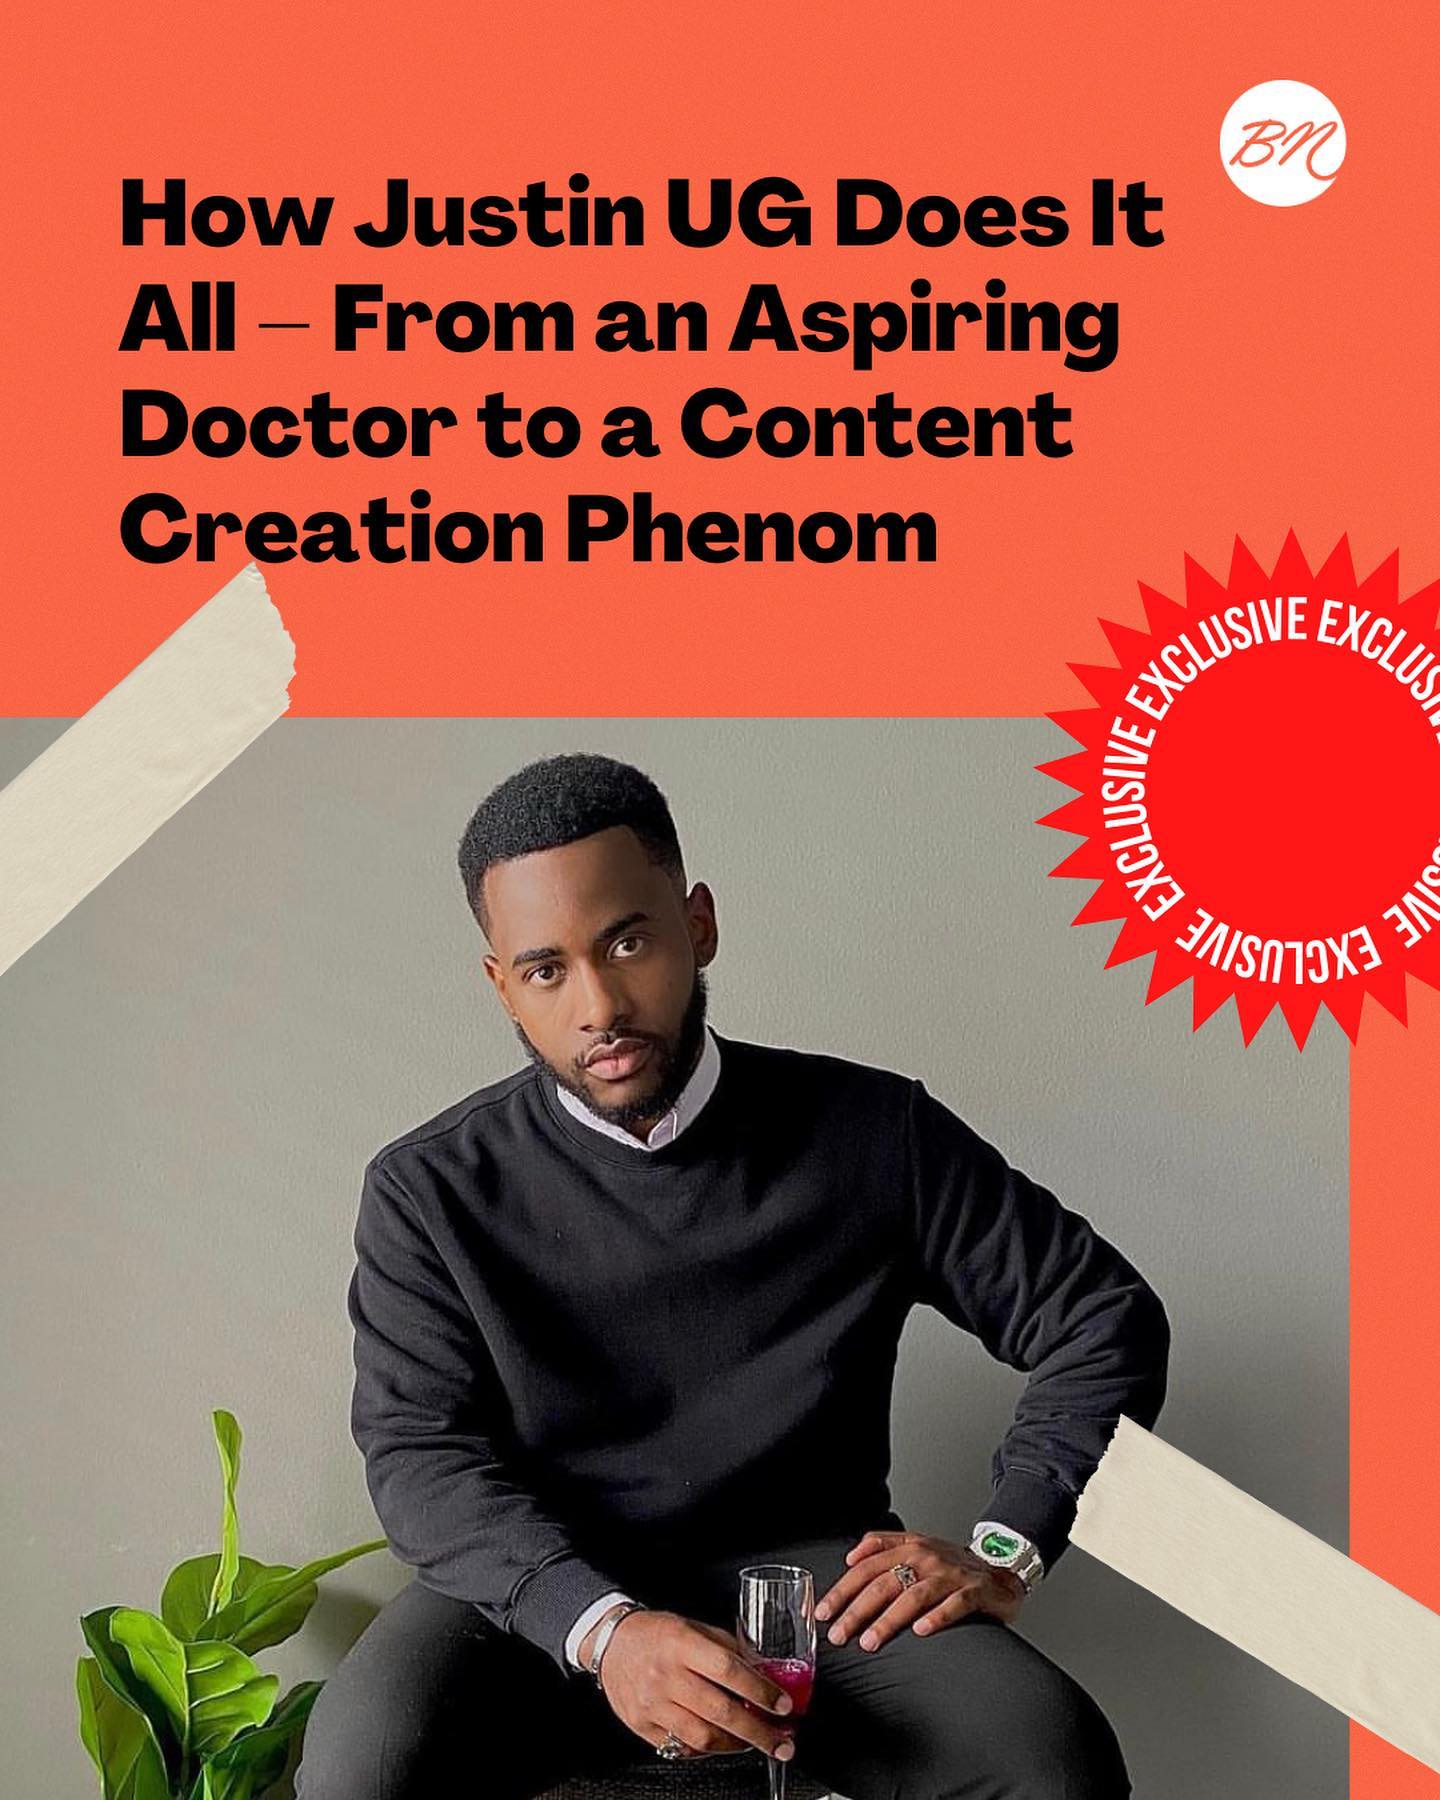 BN
How Justin UG Does It
All – From an Aspiring
Doctor to a Content
Creation Phenom
EXCLUSIVE EXCLUSIVE EXCLUSIVE EXCLUSIVE EXCLUSIVE